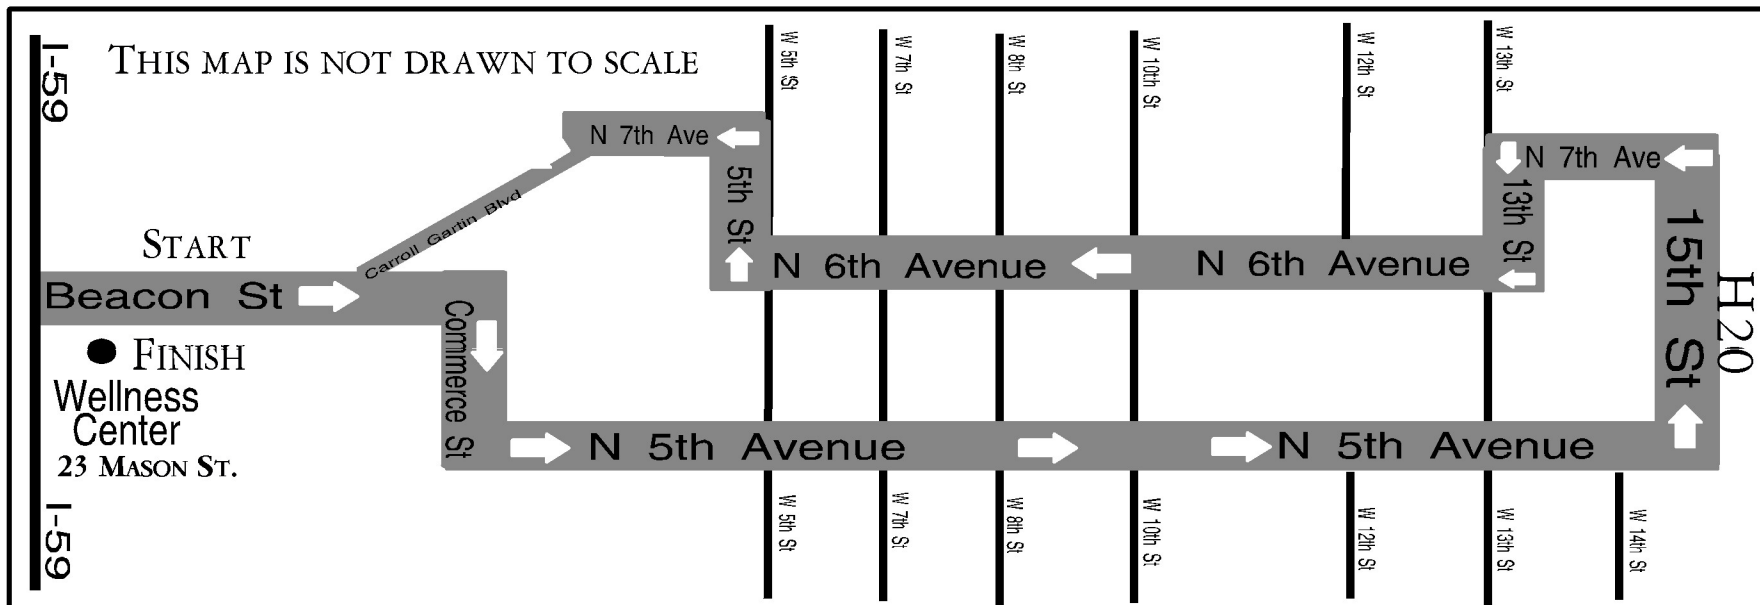 THIS MAP IS NOT DRAWN TO SCALE
I-59
W 5th St
W 7th St
W 8th St
W 10th St
W 12th St
W 13th St
N 7th Ave
N 7th Ave
5th St
13th St
Carroll Gartin Blvd
START
N 6th Avenue
N 6th Avenue
15th St
H20
Beacon St
Commerce St
FINISH
Wellness
Center
23 MASON ST.
N 5th Avenue
N 5th Avenue
I-59
W 5th St
W 7th St
W 8th St
W 10th St
W 12th St
W 13th St
W 14th St